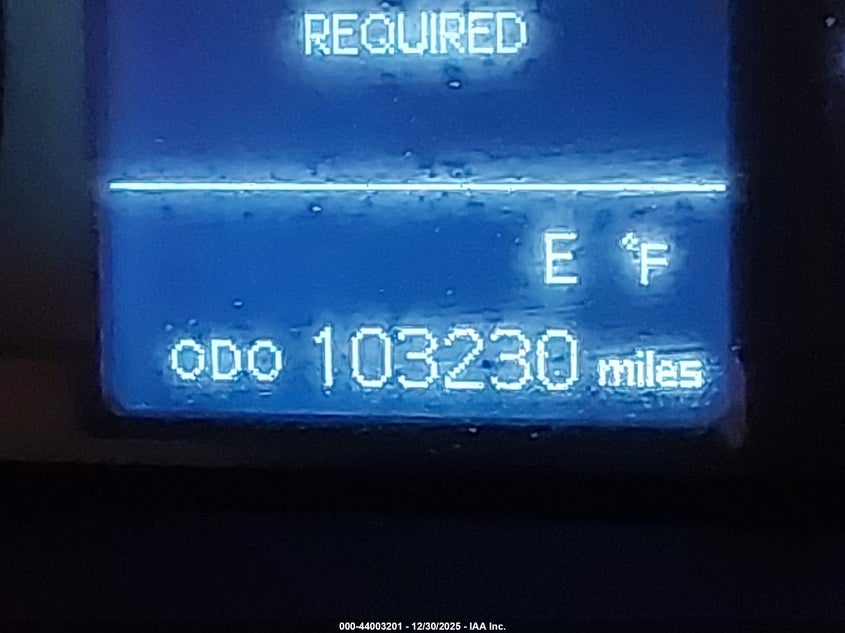 REQUIRED
E °F
ODO 103230 miles
000-44003201 - 12/30/2025 - IAA Inc.